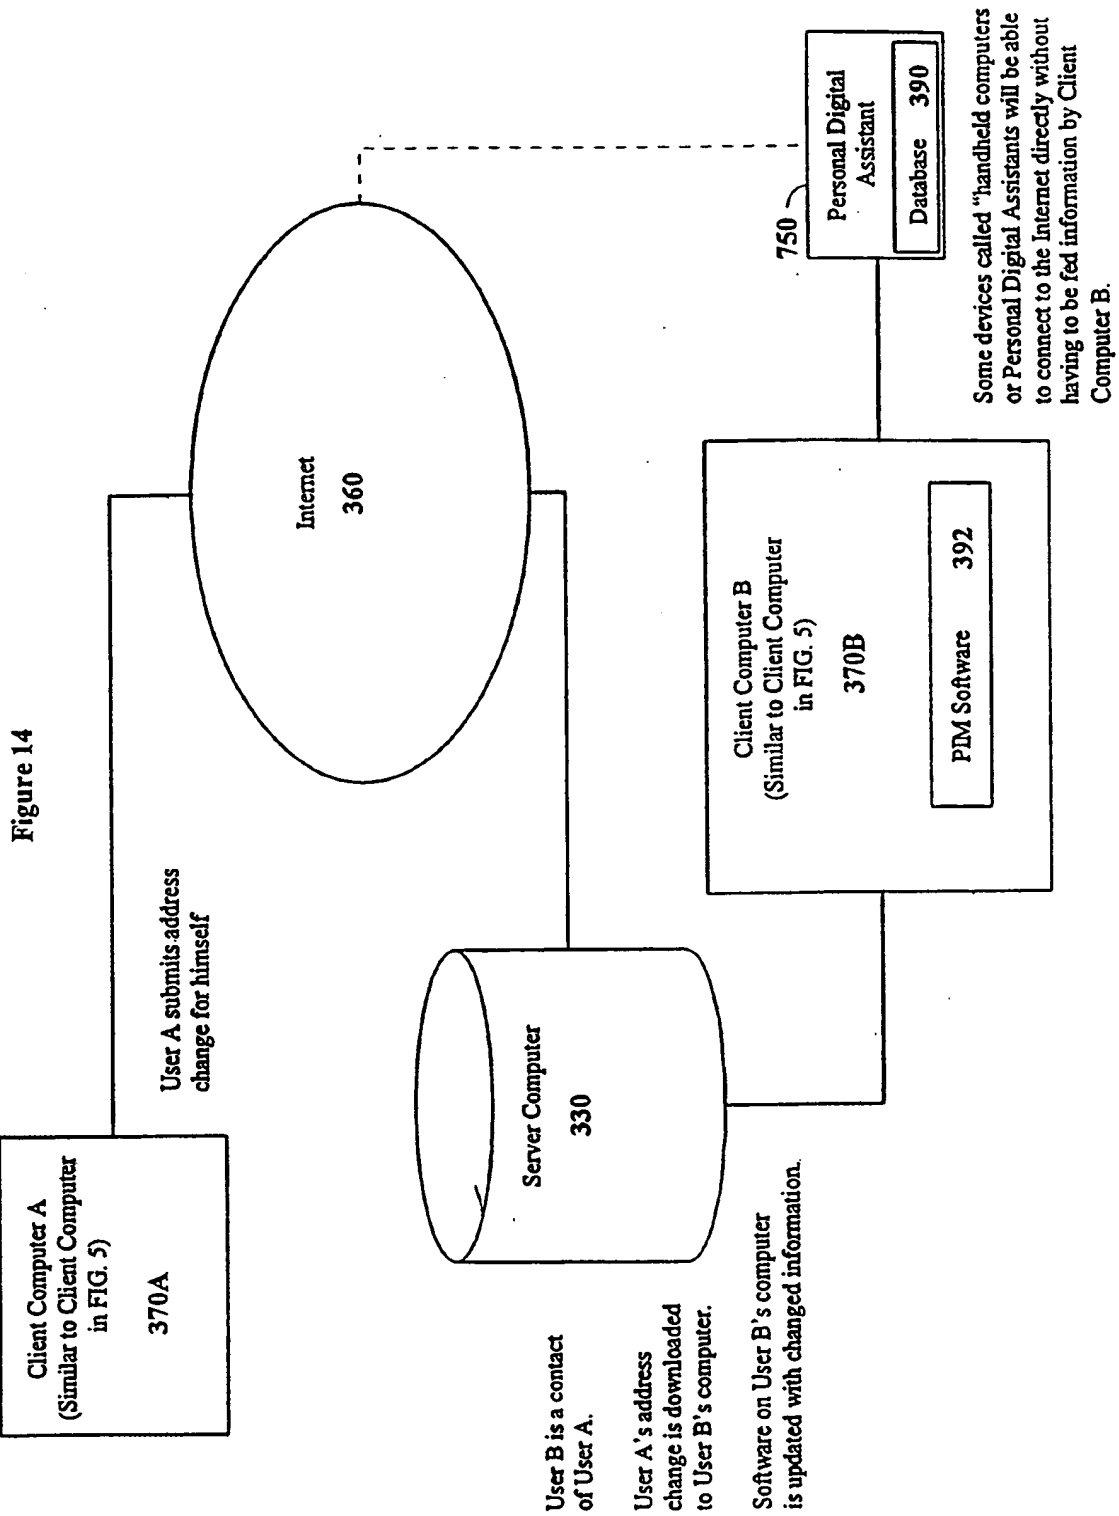 Figure 14
Client Computer A
(Similar to Client Computer
in FIG. 5)
370A
User A submits address
change for himself
Internet
360
Server Computer
330
User B is a contact
of User A.
User A's address
change is downloaded
to User B's computer.
Software on User B's computer
is updated with changed information.
Client Computer B
(Similar to Client Computer
in FIG. 5)
370B
PIM Software 392
750
Personal Digital
Assistant
Database 390
Some devices called "handheld computers
or Personal Digital Assistants will be able
to connect to the Internet directly without
having to be fed information by Client
Computer B.